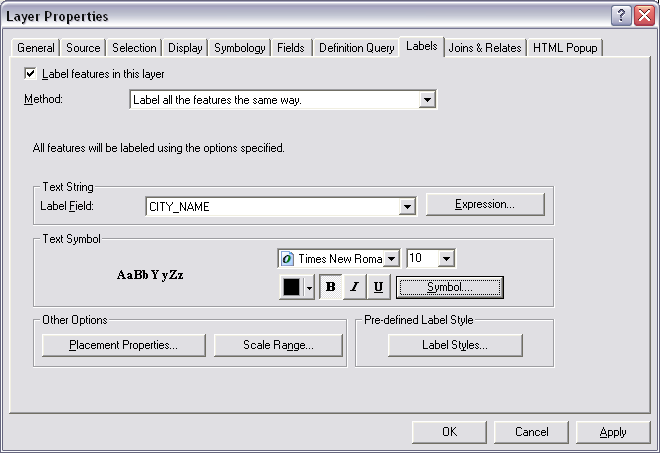 Layer Properties
General Source Selection Display Symbology Fields Definition Query Labels Joins & Relates HTML Popup
Label features in this layer
Method: Label all the features the same way.
All features will be labeled using the options specified.
Text String
Label Field: CITY_NAME Expression...
Text Symbol
AaBbYyZz Times New Roma 10
B I U Symbol....
Other Options Pre-defined Label Style
Placement Properties... Scale Range... Label Styles...
OK Cancel Apply